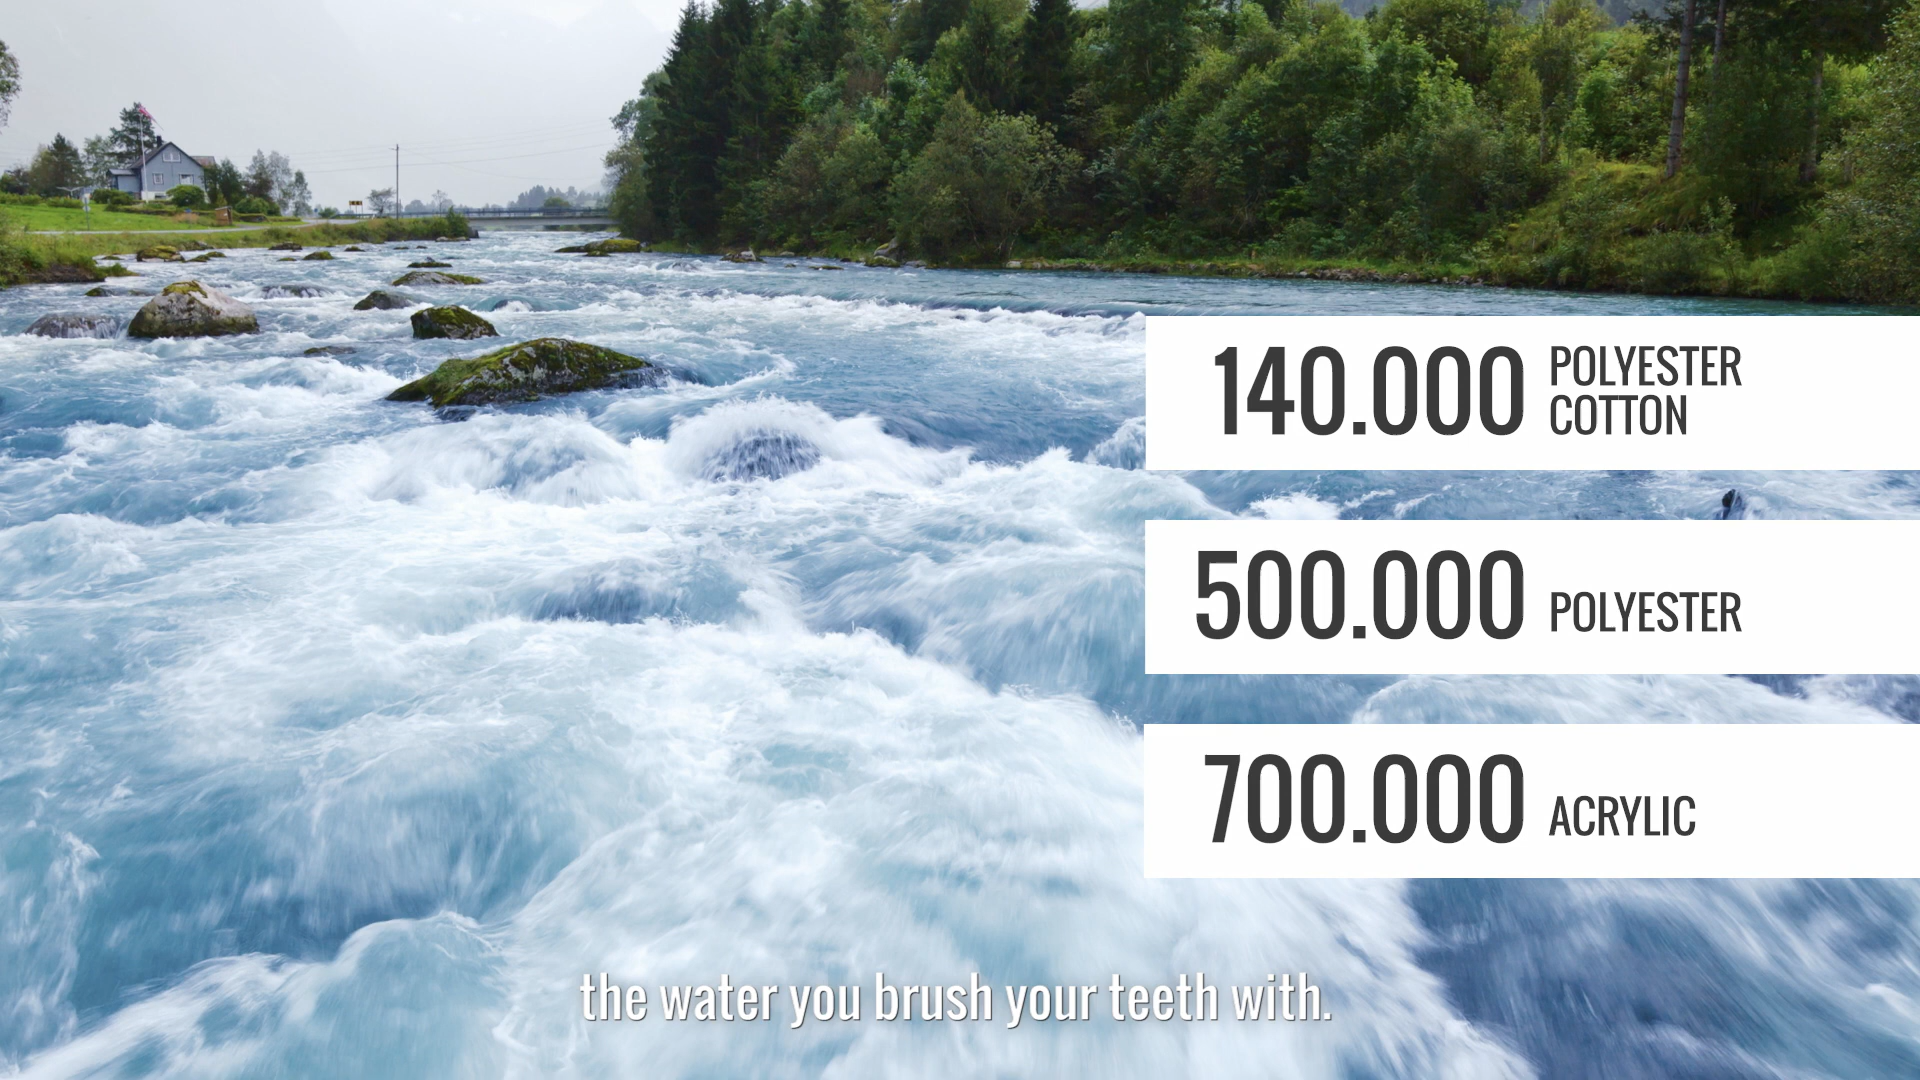 140.000 POLYESTER
COTTON
500.000 POLYESTER
700.000 ACRYLIC
the water you brush your teeth with.